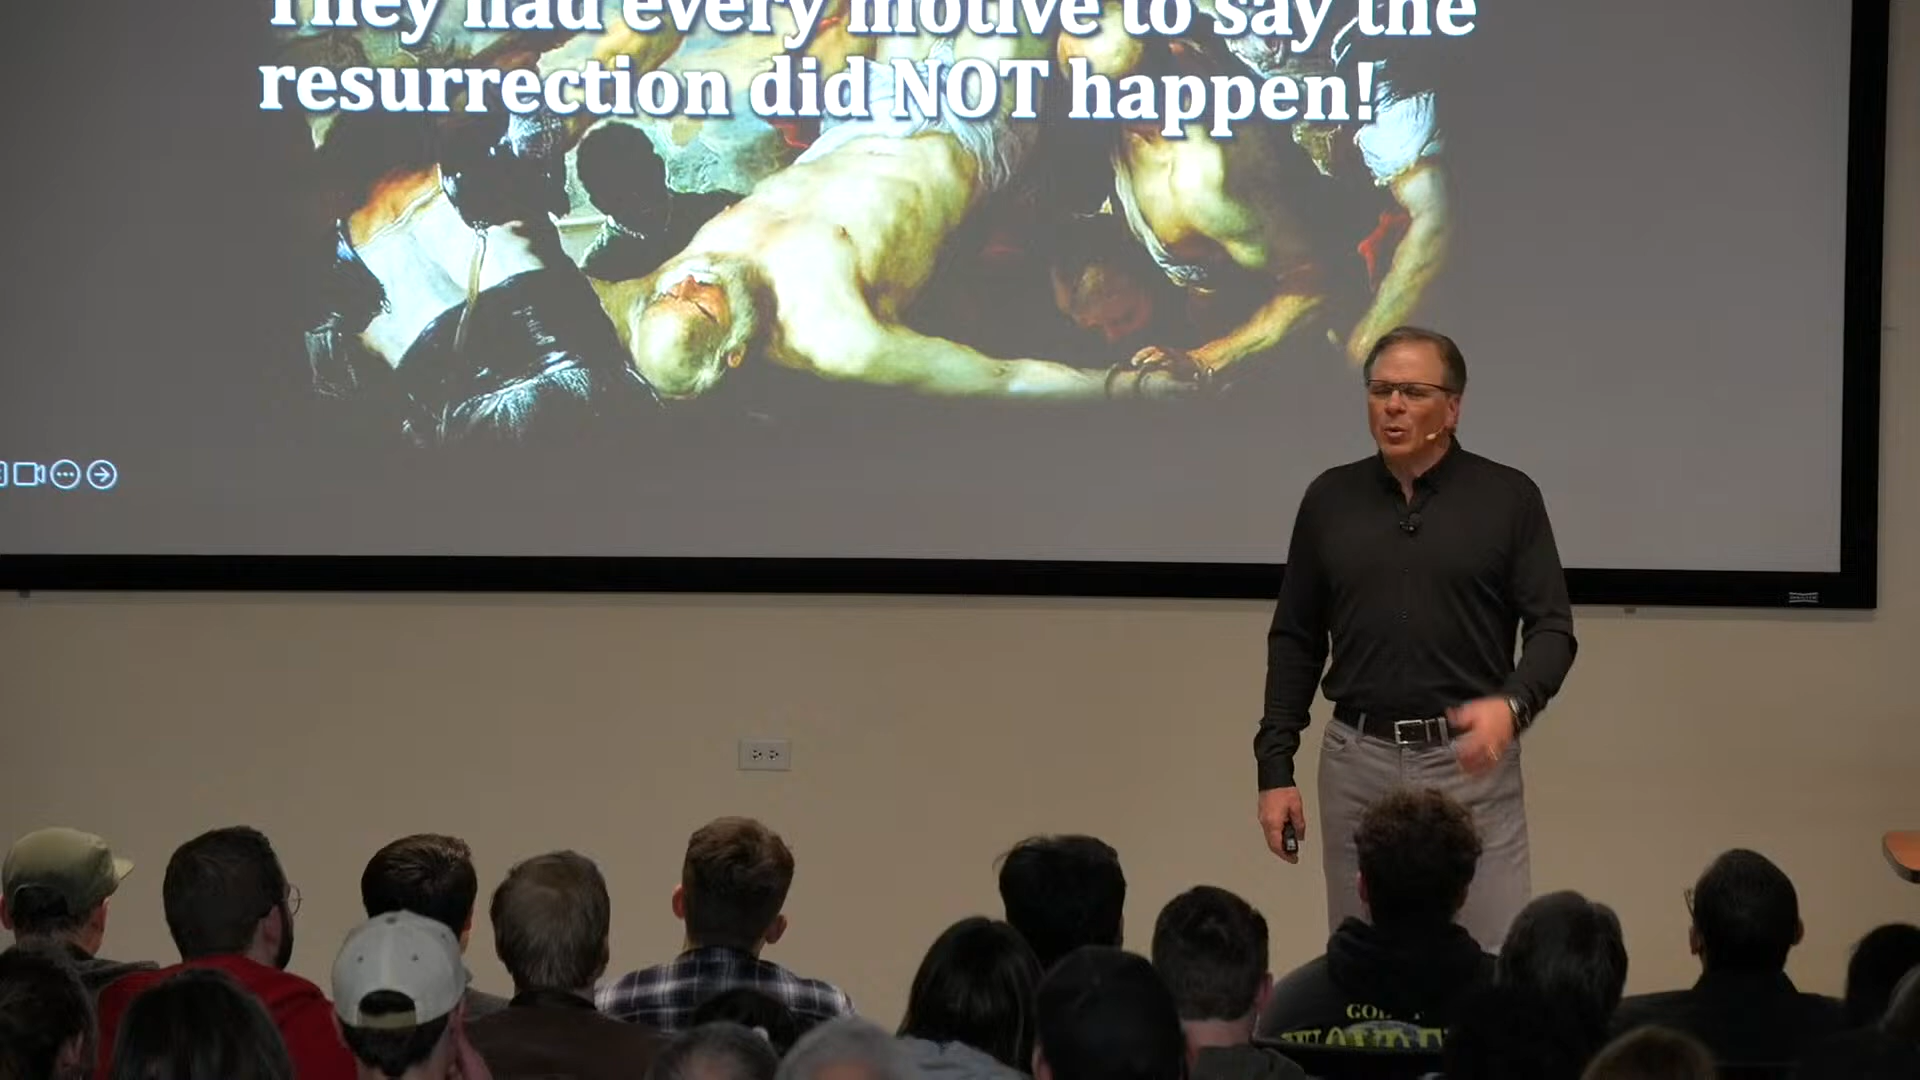 They had every motive to say the
resurrection did NOT happen!